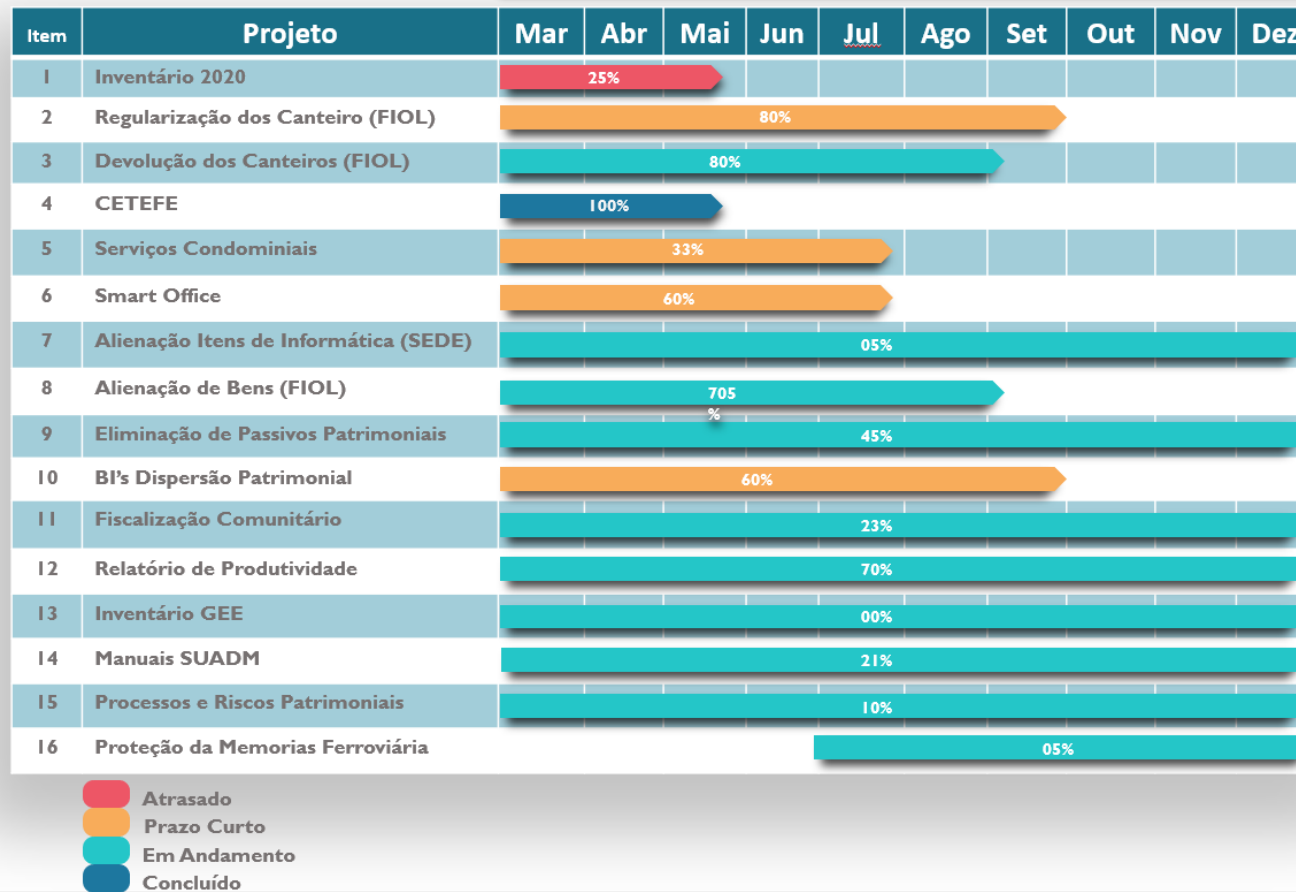 Item Projeto Mar Abr Mai Jun Jul Ago Set Out Nov Dez
1 Inventário 2020 25%
2 Regularização dos Canteiro (FIOL) 80%
3 Devolução dos Canteiros (FIOL) 80%
4 CETEFE 100%
5 Serviços Condominiais 33%
6 Smart Office 60%
7 Alienação Itens de Informática (SEDE) 05%
8 Alienação de Bens (FIOL) 705
%
9 Eliminação de Passivos Patrimoniais 45%
10 BI’s Dispersão Patrimonial 60%
11 Fiscalização Comunitário 23%
12 Relatório de Produtividade 70%
13 Inventário GEE 00%
14 Manuais SUADM 21%
15 Processos e Riscos Patrimoniais 10%
16 Proteção da Memorias Ferroviária 05%
Atrasado
Prazo Curto
Em Andamento
Concluído